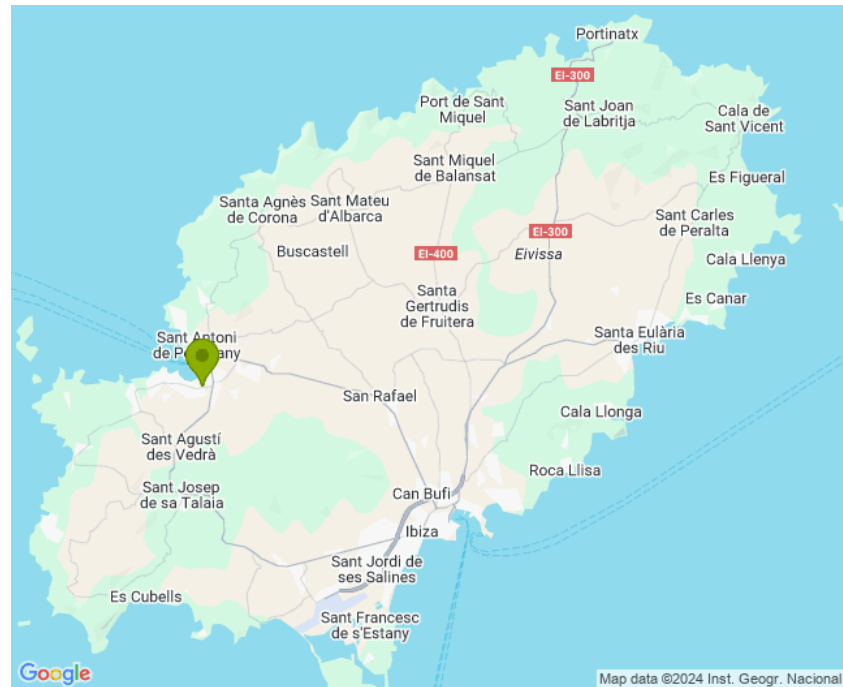 Portinatx
EI-300
Port de Sant
Miquel
Sant Joan
de Labritja
Cala de
Sant Vicent
Sant Miquel
de Balansat
Es Figueral
Santa Agnès
de Corona
Sant Mateu
d'Albarca
Sant Carles
de Peralta
EI-300
Buscastell
EI-400
Eivissa
Cala Llenya
Santa
Gertrudis
de Fruitera
Es Canar
Sant Antoni
de
Santa Eulària
des Riu
San Rafael
Cala Llonga
Sant Agustí
des Vedrà
Roca Llisa
Sant Josep
de sa Talaia
Can Bufi
Ibiza
Sant Jordi de
ses Salines
Es Cubells
Sant Francesc
de s'Estany
Google
Map data ©2024 Inst. Geogr. Nacional